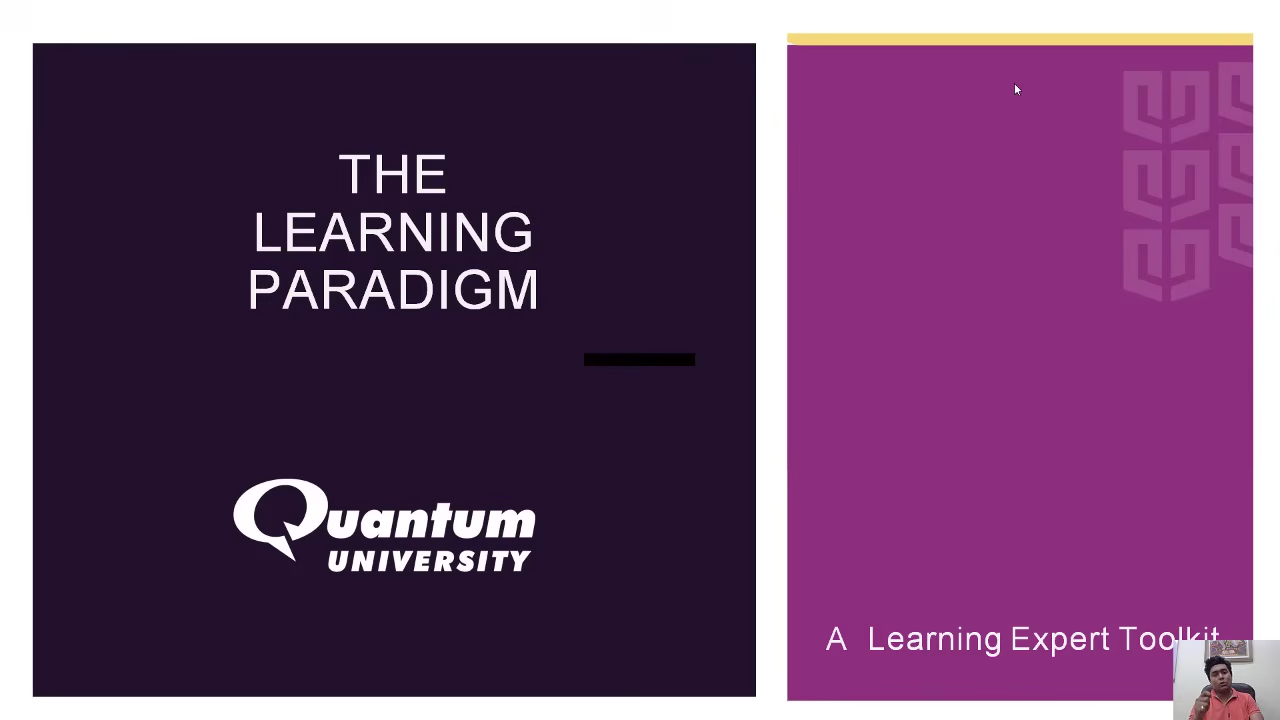 THE
LEARNING
PARADIGM
Quantum
UNIVERSITY
A Learning Expert Toolkit